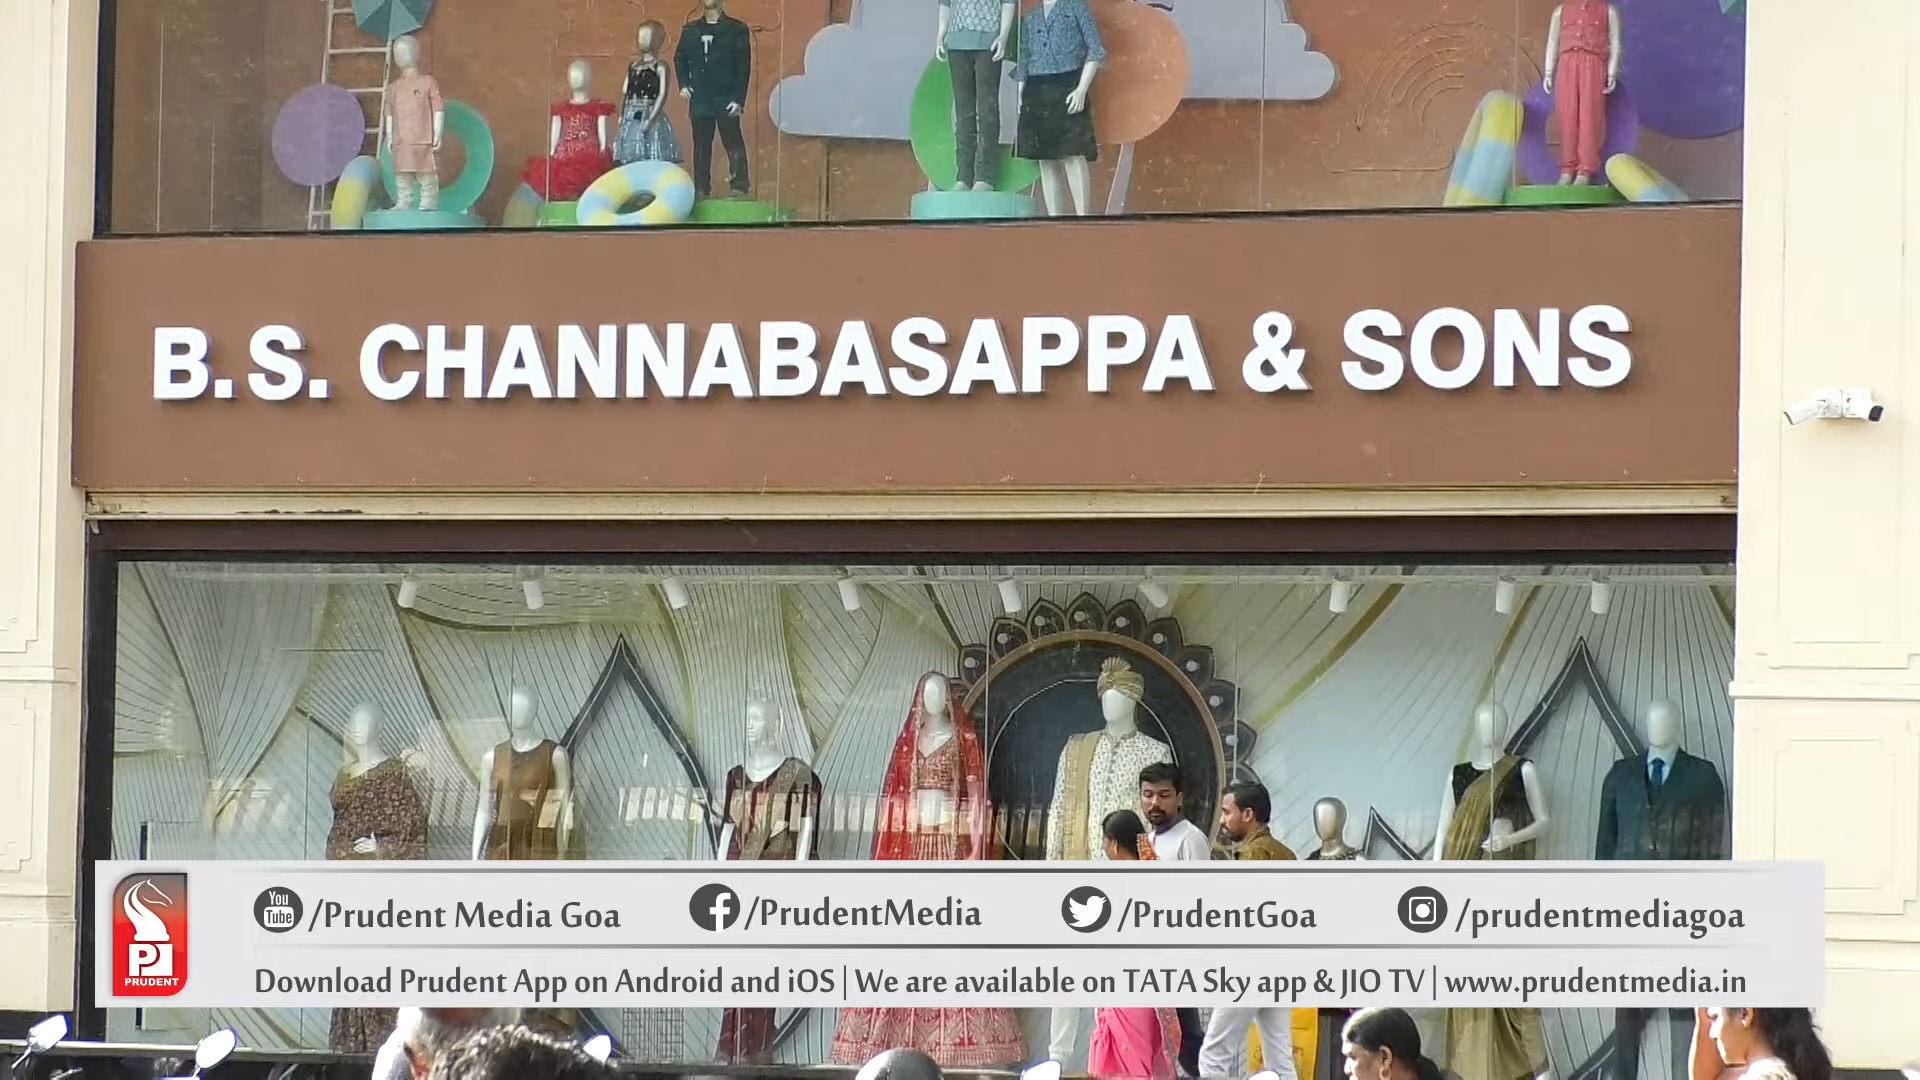 B.S. CHANNABASAPPA & SONS
You Tube /Prudent Media Goa /PrudentMedia /PrudentGoa /prudentmediagoa
PRUDENT
Download Prudent App on Android and iOS | We are available on TATA Sky app & JIO TV | www.prudentmedia.in